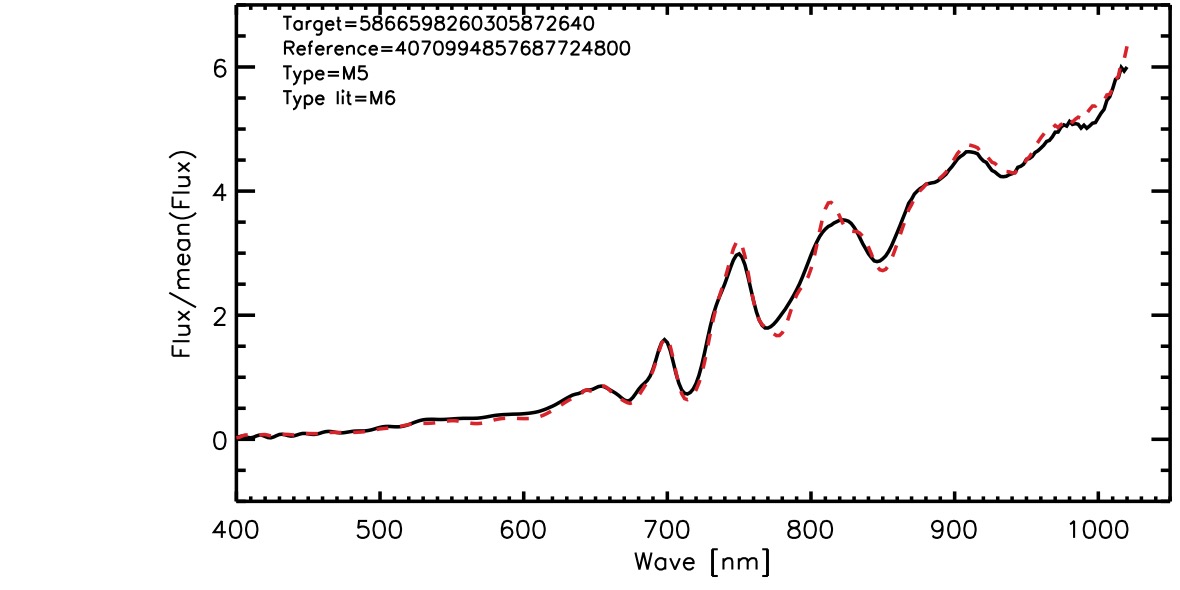 Target=5866598260305872640
Reference=4070994857687724800
Type=M5
Type lit=M6
Flux/mean(Flux)
6
4
2
0
400 500 600 700 800 900 1000
Wave [nm]